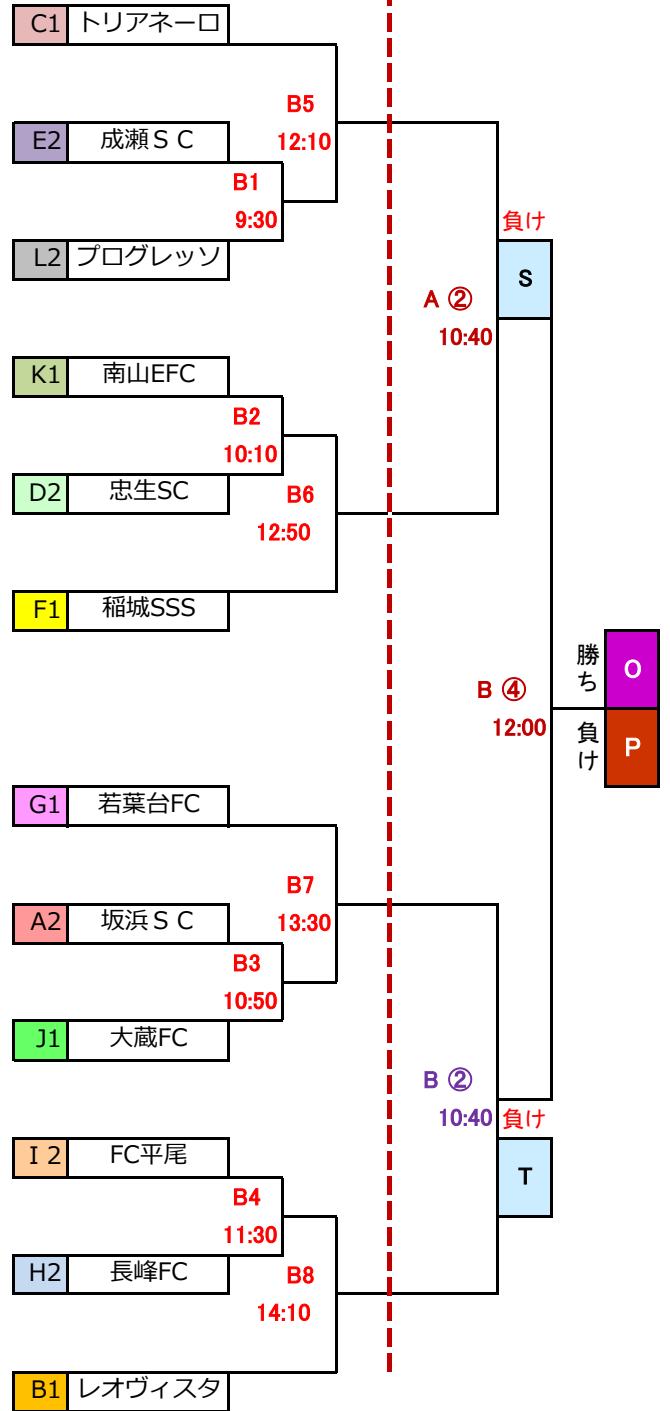 C1 トリアネーロ
B5
12:10
E2 成瀬ＳＣ
B1
9:30
L2 プログレッソ
負け
S
A ②
10:40
K1 南山EFC
B2
10:10
D2 忠生SC
B6
12:50
F1 稲城SSS
勝ち
O
B ④
12:00
負け
P
G1 若葉台FC
B7
13:30
A2 坂浜ＳＣ
B3
10:50
J1 大蔵FC
B ②
10:40
負け
T
I 2 FC平尾
B4
11:30
H2 長峰FC
B8
14:10
B1 レオヴィスタ